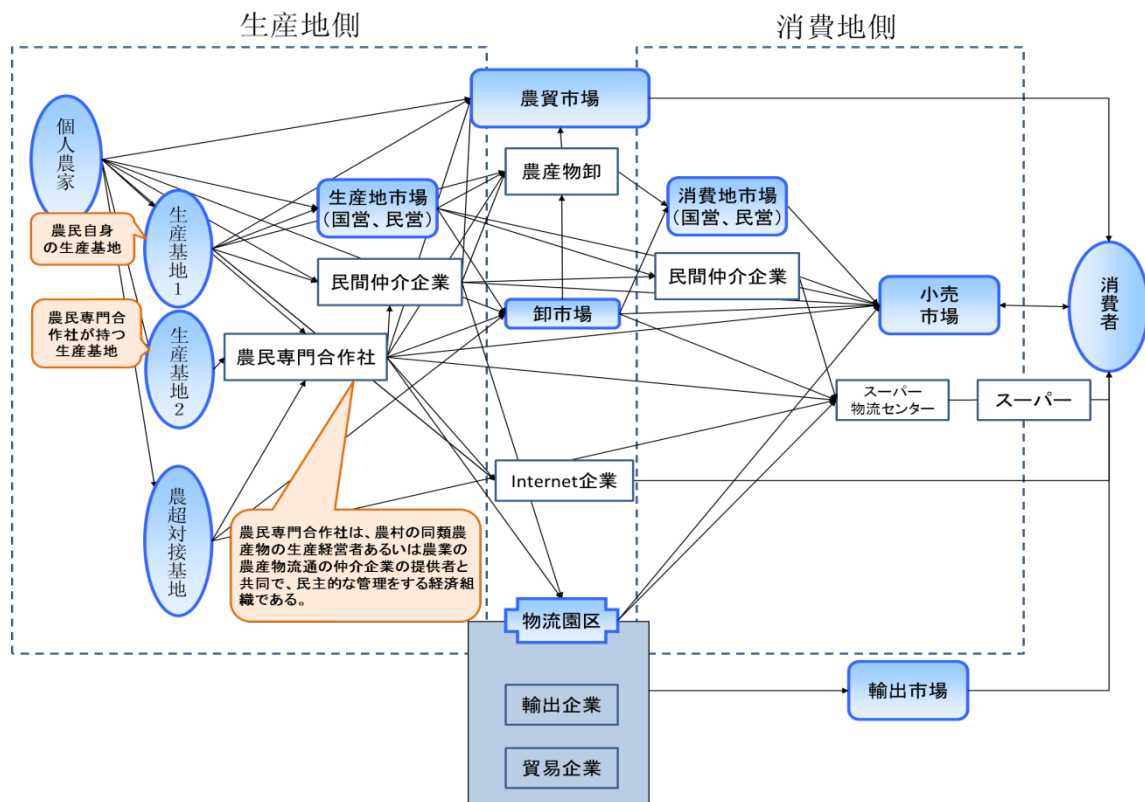 生産地側
消費地側
農貿市場
個人農家
農産物卸
生産地市場
(国営、民営)
消費地市場
(国営、民営)
農民自身
の生産基地
生産基地1
民間仲介企業
民間仲介企業
卸市場
小売
市場
消費者
農民専門合
作社が持つ
生産基地
生産基地2
農民専門合作社
スーパー
物流センター
スーパー
農超対接基地
Internet企業
農民専門合作社は、農村の同類農
産物の生産経営者あるいは農業の
農産物流通の仲介企業の提供者と
共同で、民主的な管理をする経済組
織である。
物流園区
輸出企業
輸出市場
貿易企業